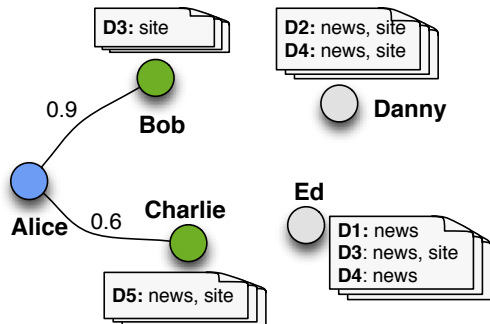 D3: site
D2: news, site
D4: news, site
0.9
Bob
Danny
Alice
0.6
Charlie
Ed
D1: news
D3: news, site
D4: news
D5: news, site